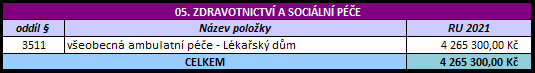 05. ZDRAVOTNICTVÍ A SOCIÁLNÍ PÉČE
oddíl § Název položky RU 2021
3511 všeobecná ambulatní péče - Lékařský dům 4 265 300,00 Kč
CELKEM 4 265 300,00 Kč